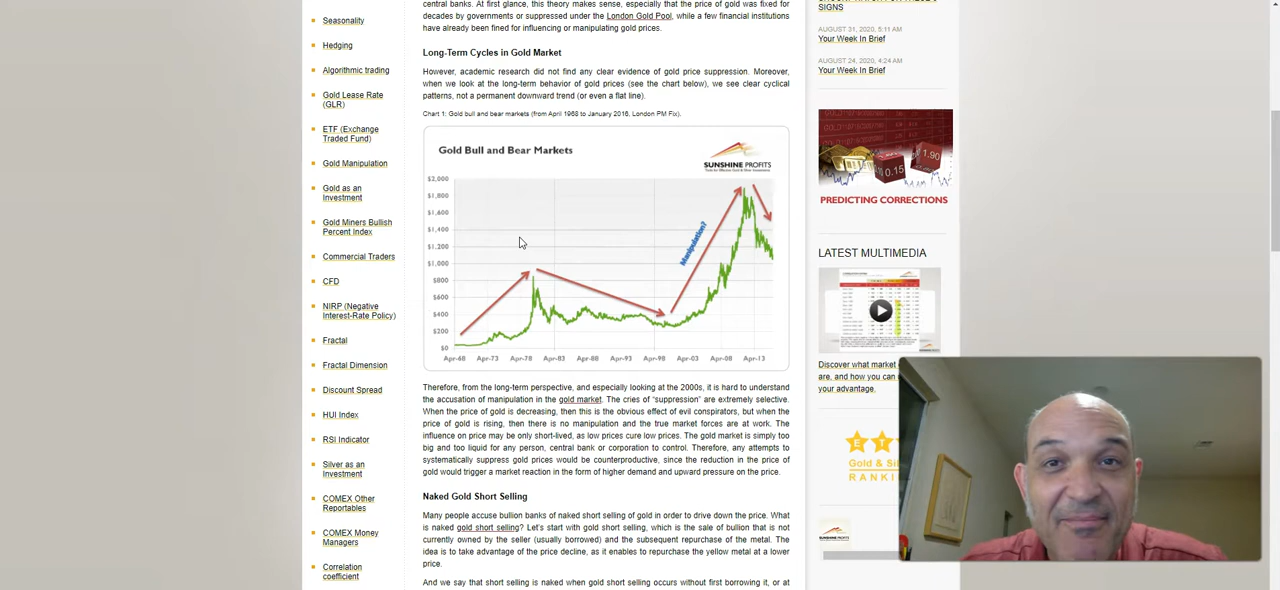 Seasonality
Hedging
Algorithmic trading
Gold Lease Rate
(GLR)
ETF (Exchange
Traded Fund)
Gold Manipulation
Gold as an
Investment
Gold Miners Bullish
Percent Index
Commercial Traders
CFD
NIRP (Negative
Interest-Rate Policy)
Fractal
Fractal Dimension
Discount Spread
HUI Index
RSI Indicator
Silver as an
Investment
COMEX Other
Reportables
COMEX Money
Managers
Correlation
coefficient
central banks. At first glance, this theory makes sense, especially that the price of gold was fixed for
decades by governments or suppressed under the London Gold Pool, while a few financial institutions
have already been fined for influencing or manipulating gold prices.
Long-Term Cycles in Gold Market
However, academic research did not find any clear evidence of gold price suppression. Moreover,
when we look at the long-term behavior of gold prices (see the chart below), we see clear cyclical
patterns, not a permanent downward trend (or even a flat line).
Chart 1: Gold bull and bear markets (from April 1968 to January 2016, London PM Fix).
Gold Bull and Bear Markets
SUNSHINE PROFITS
$2,000
$1,800
$1,600
$1,400
$1,200
$1,000
$800
$600
$400
$200
$0
Manipulation?
Apr-68 Apr-73 Apr-78 Apr-83 Apr-88 Apr-93 Apr-98 Apr-03 Apr-08 Apr-13
Therefore, from the long-term perspective, and especially looking at the 2000s, it is hard to understand
the accusation of manipulation in the gold market. The cries of "suppression" are extremely selective.
When the price of gold is decreasing, then this is the obvious effect of evil conspirators, but when the
price of gold is rising, then there is no manipulation and the true market forces are at work. The
influence on price may be only short-lived, as low prices cure low prices. The gold market is simply too
big and too liquid for any person, central bank or corporation to control. Therefore, any attempts to
systematically suppress gold prices would be counterproductive, since the reduction in the price of
gold would trigger a market reaction in the form of higher demand and upward pressure on the price.
Naked Gold Short Selling
Many people accuse bullion banks of naked short selling of gold in order to drive down the price. What
is naked gold short selling? Let's start with gold short selling, which is the sale of bullion that is not
currently owned by the seller (usually borrowed) and the subsequent repurchase of the metal. The
idea is to take advantage of the price decline, as it enables to repurchase the yellow metal at a lower
price.
And we say that short selling is naked when gold short selling occurs without first borrowing it, or at
SIGNS
AUGUST 31, 2020, 5:11 AM
Your Week In Brief
AUGUST 24, 2020, 4:24 AM
Your Week In Brief
1.90
0.15
PREDICTING CORRECTIONS
LATEST MULTIMEDIA
Discover what market
are, and how you can
your advantage.
E T
Gold & Sil
RANKI